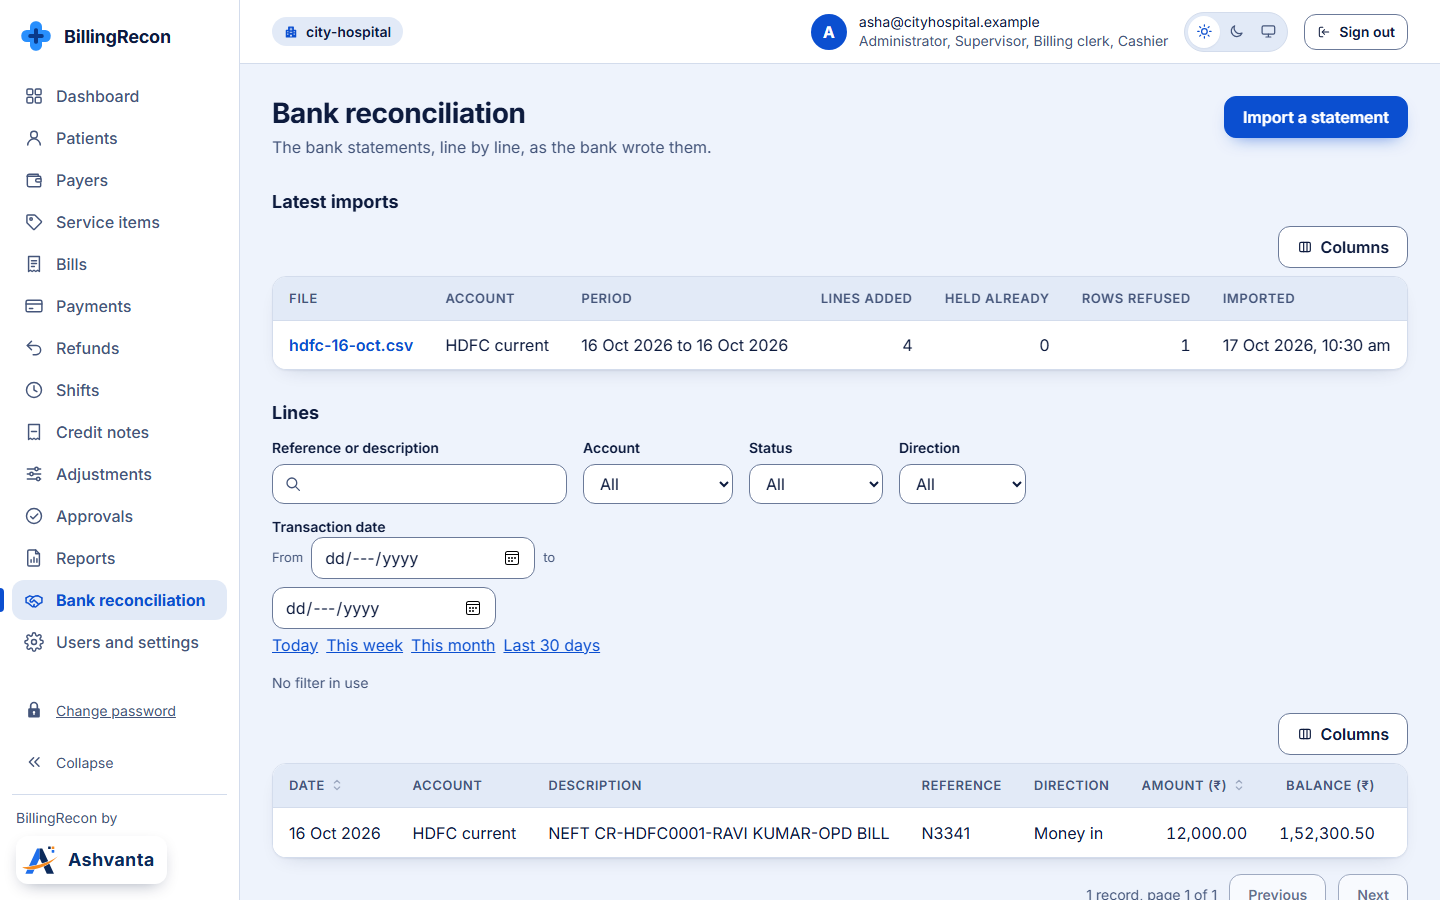 BillingRecon
city-hospital
A
asha@cityhospital.example
Administrator, Supervisor, Billing clerk, Cashier
Sign out
Dashboard
Patients
Payers
Service items
Bills
Payments
Refunds
Shifts
Credit notes
Adjustments
Approvals
Reports
Bank reconciliation
Users and settings
Change password
Collapse
BillingRecon by
Ashvanta
Bank reconciliation
Import a statement
The bank statements, line by line, as the bank wrote them.
Latest imports
Columns
FILE ACCOUNT PERIOD LINES ADDED HELD ALREADY ROWS REFUSED IMPORTED
hdfc-16-oct.csv HDFC current 16 Oct 2026 to 16 Oct 2026 4 0 1 17 Oct 2026, 10:30 am
Lines
Reference or description Account Status Direction
All All All
Transaction date
From dd/---/yyyy to
dd/---/yyyy
Today This week This month Last 30 days
No filter in use
Columns
DATE ACCOUNT DESCRIPTION REFERENCE DIRECTION AMOUNT (₹) BALANCE (₹)
16 Oct 2026 HDFC current NEFT CR-HDFC0001-RAVI KUMAR-OPD BILL N3341 Money in 12,000.00 1,52,300.50
1 record, page 1 of 1 Previous Next